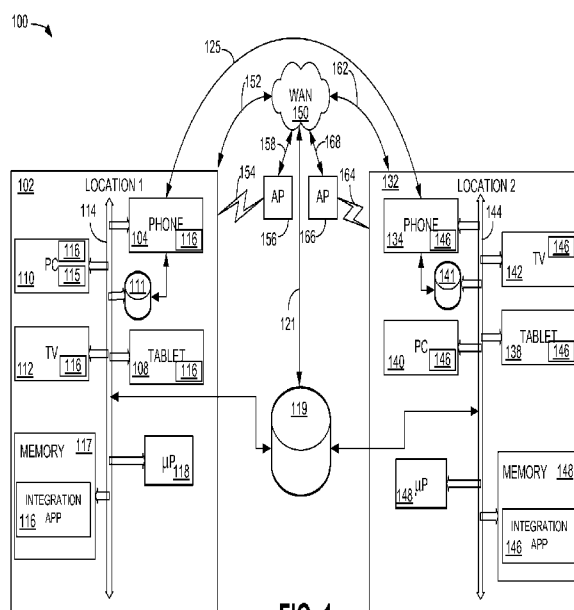 100
125
152
162
WAN
150
158
168
154
164
AP
AP
156
166
102
LOCATION 1
114
PHONE
104
116
116
PC
115
110
111
TV
116
112
TABLET
108
116
MEMORY
117
INTEGRATION
APP
116
µP
118
121
119
132
LOCATION 2
144
PHONE
134
146
146
TV
142
141
PC
140
146
TABLET
138
146
148
µP
MEMORY
148
INTEGRATION
APP
146